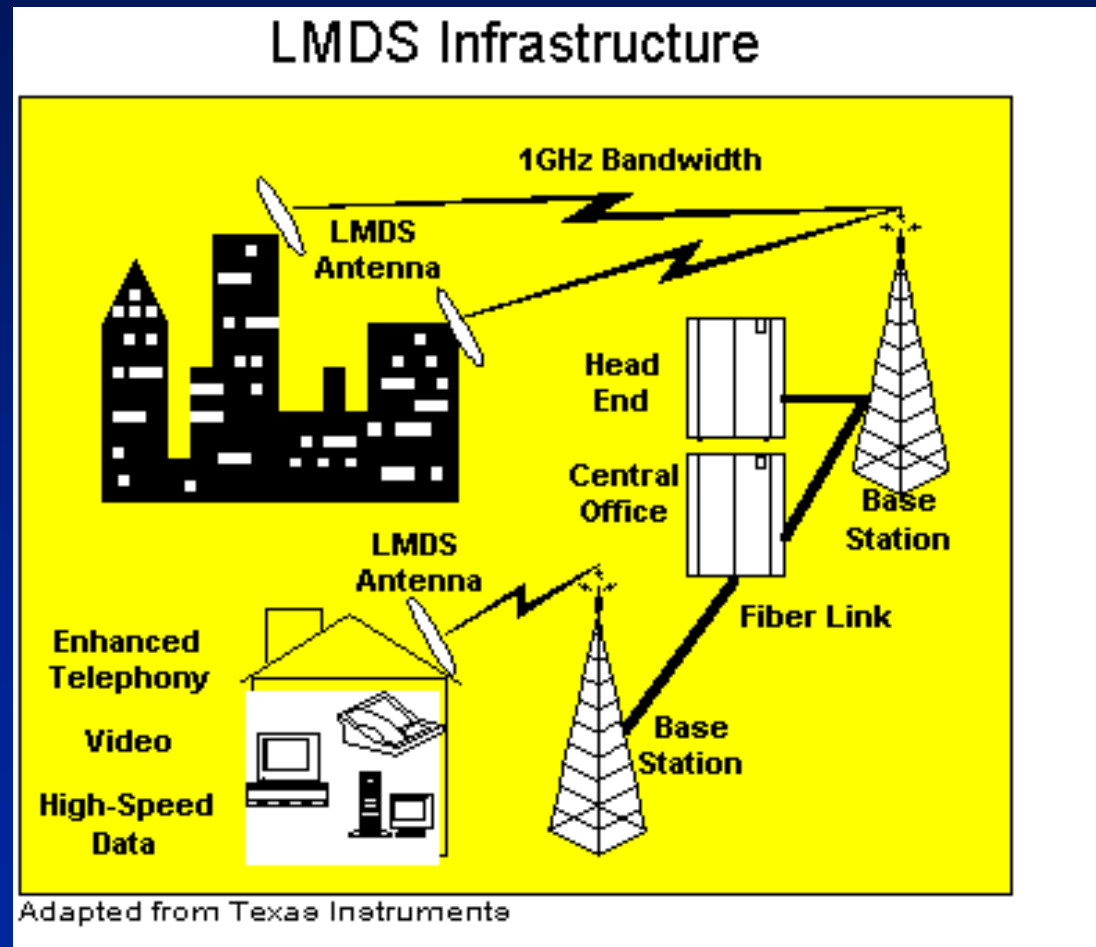 LMDS Infrastructure
1GHz Bandwidth
LMDS
Antenna
Head
End
Central
Office
Base
Station
LMDS
Antenna
Fiber Link
Enhanced
Telephony
Video
High-Speed
Data
Base
Station
Adapted from Texas Instruments